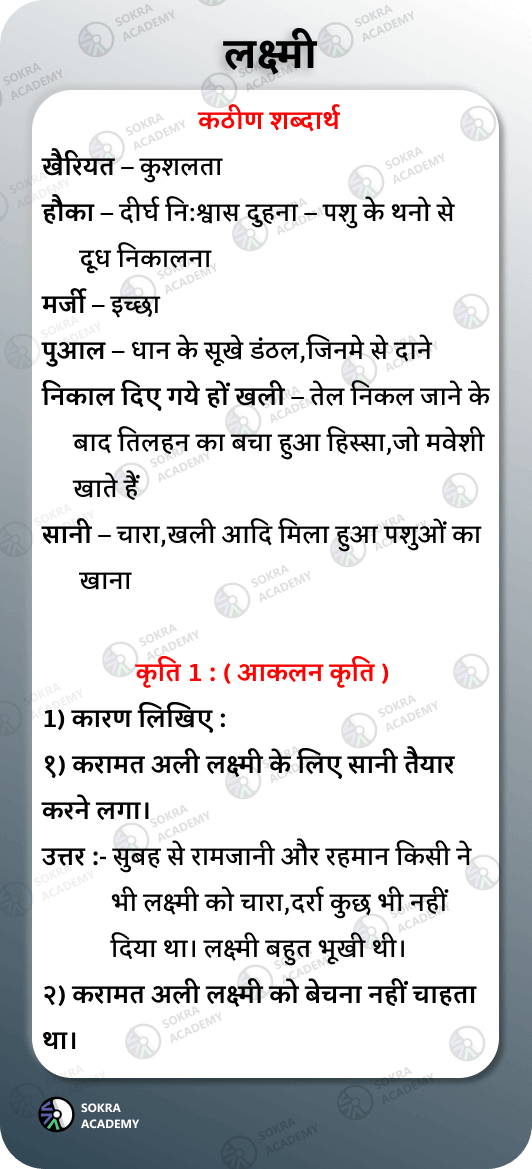 लक्ष्मी
कठीण शब्दार्थ
खैरियत – कुशलता
हौका – दीर्घ नि:श्वास दुहना – पशु के थनो से
दूध निकालना
मर्जी – इच्छा
पुआल – धान के सूखे डंठल,जिनमे से दाने
निकाल दिए गये हों खली – तेल निकल जाने के
बाद तिलहन का बचा हुआ हिस्सा,जो मवेशी
खाते हैं
सानी – चारा,खली आदि मिला हुआ पशुओं का
खाना
कृति 1 : ( आकलन कृति )
1) कारण लिखिए :
१) करामत अली लक्ष्मी के लिए सानी तैयार
करने लगा।
उत्तर :- सुबह से रामजानी और रहमान किसी ने
भी लक्ष्मी को चारा,दर्रा कुछ भी नहीं
दिया था। लक्ष्मी बहुत भूखी थी।
२) करामत अली लक्ष्मी को बेचना नहीं चाहता
था।
SOKRA
ACADEMY